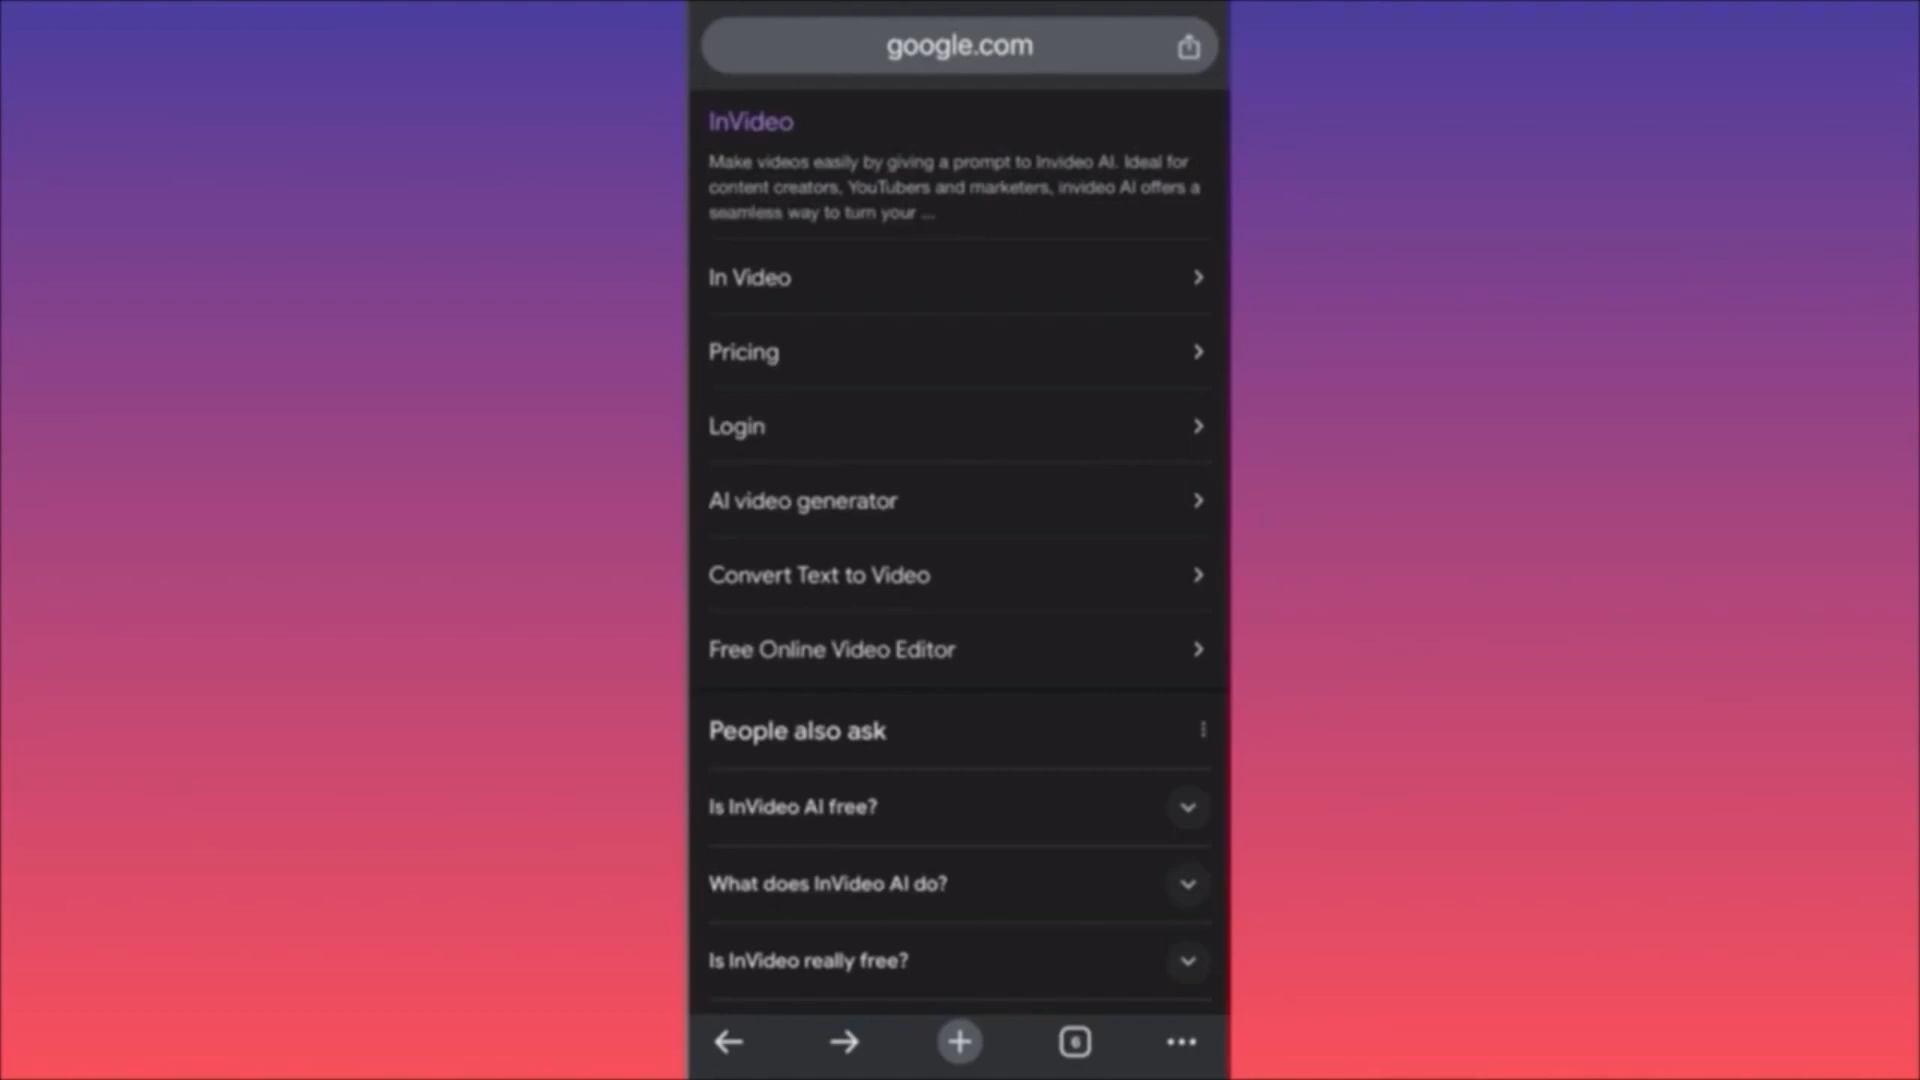 google.com
InVideo
Make videos easily by giving a prompt to Invideo AI. Ideal for
content creators, YouTubers and marketers, invideo AI offers a
seamless way to turn your ...
In Video
Pricing
Login
AI video generator
Convert Text to Video
Free Online Video Editor
People also ask
Is InVideo AI free?
What does InVideo AI do?
Is InVideo really free?
6